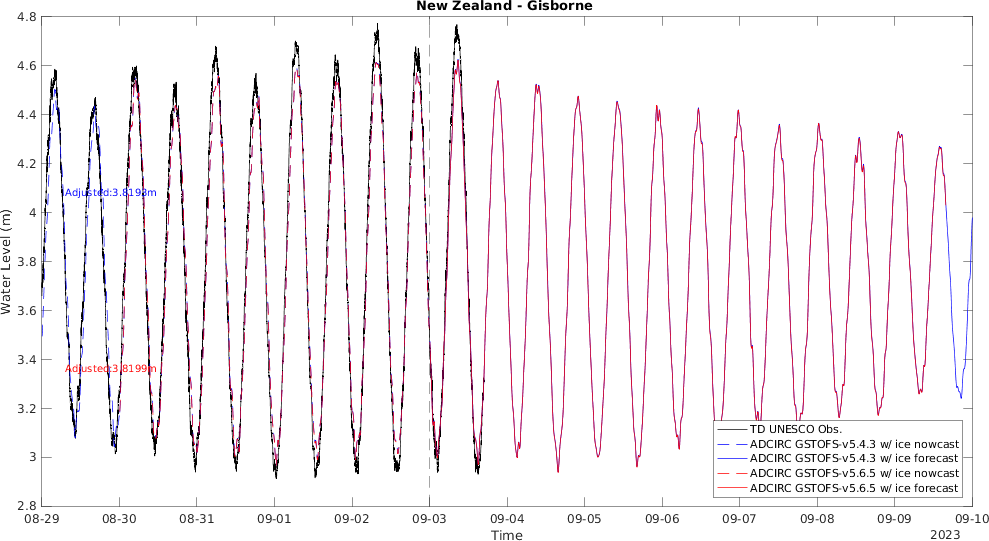 New Zealand - Gisborne
4.8
4.6
4.4
4.2
4
3.8
3.6
3.4
3.2
3
2.8
Water Level (m)
Adjusted:3.8193m
Adjusted:3.8199m
TD UNESCO Obs.
ADCIRC GSTOFS-v5.4.3 w/ ice nowcast
ADCIRC GSTOFS-v5.4.3 w/ ice forecast
ADCIRC GSTOFS-v5.6.5 w/ ice nowcast
ADCIRC GSTOFS-v5.6.5 w/ ice forecast
08-29 08-30 08-31 09-01 09-02 09-03 09-04 09-05 09-06 09-07 09-08 09-09 09-10
Time
2023